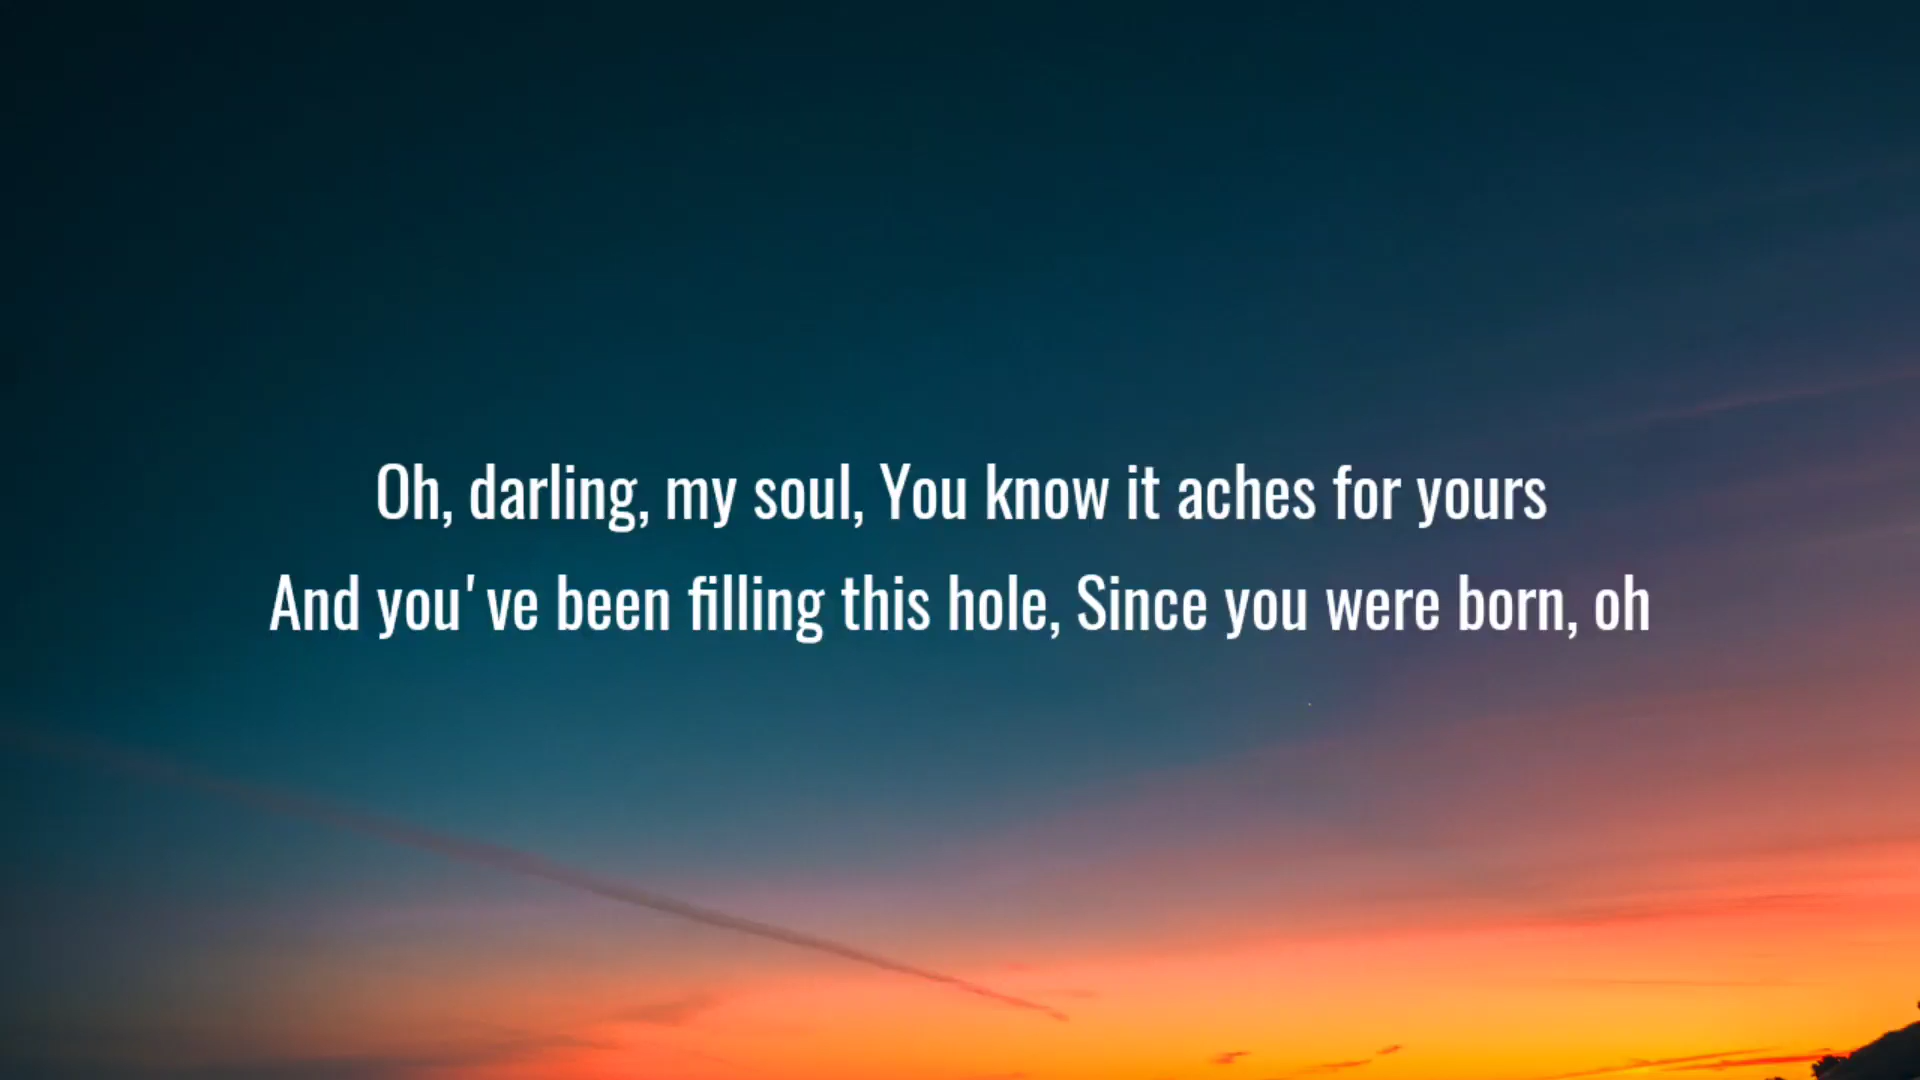 Oh, darling, my soul, You know it aches for yours
And you've been filling this hole, Since you were born, oh